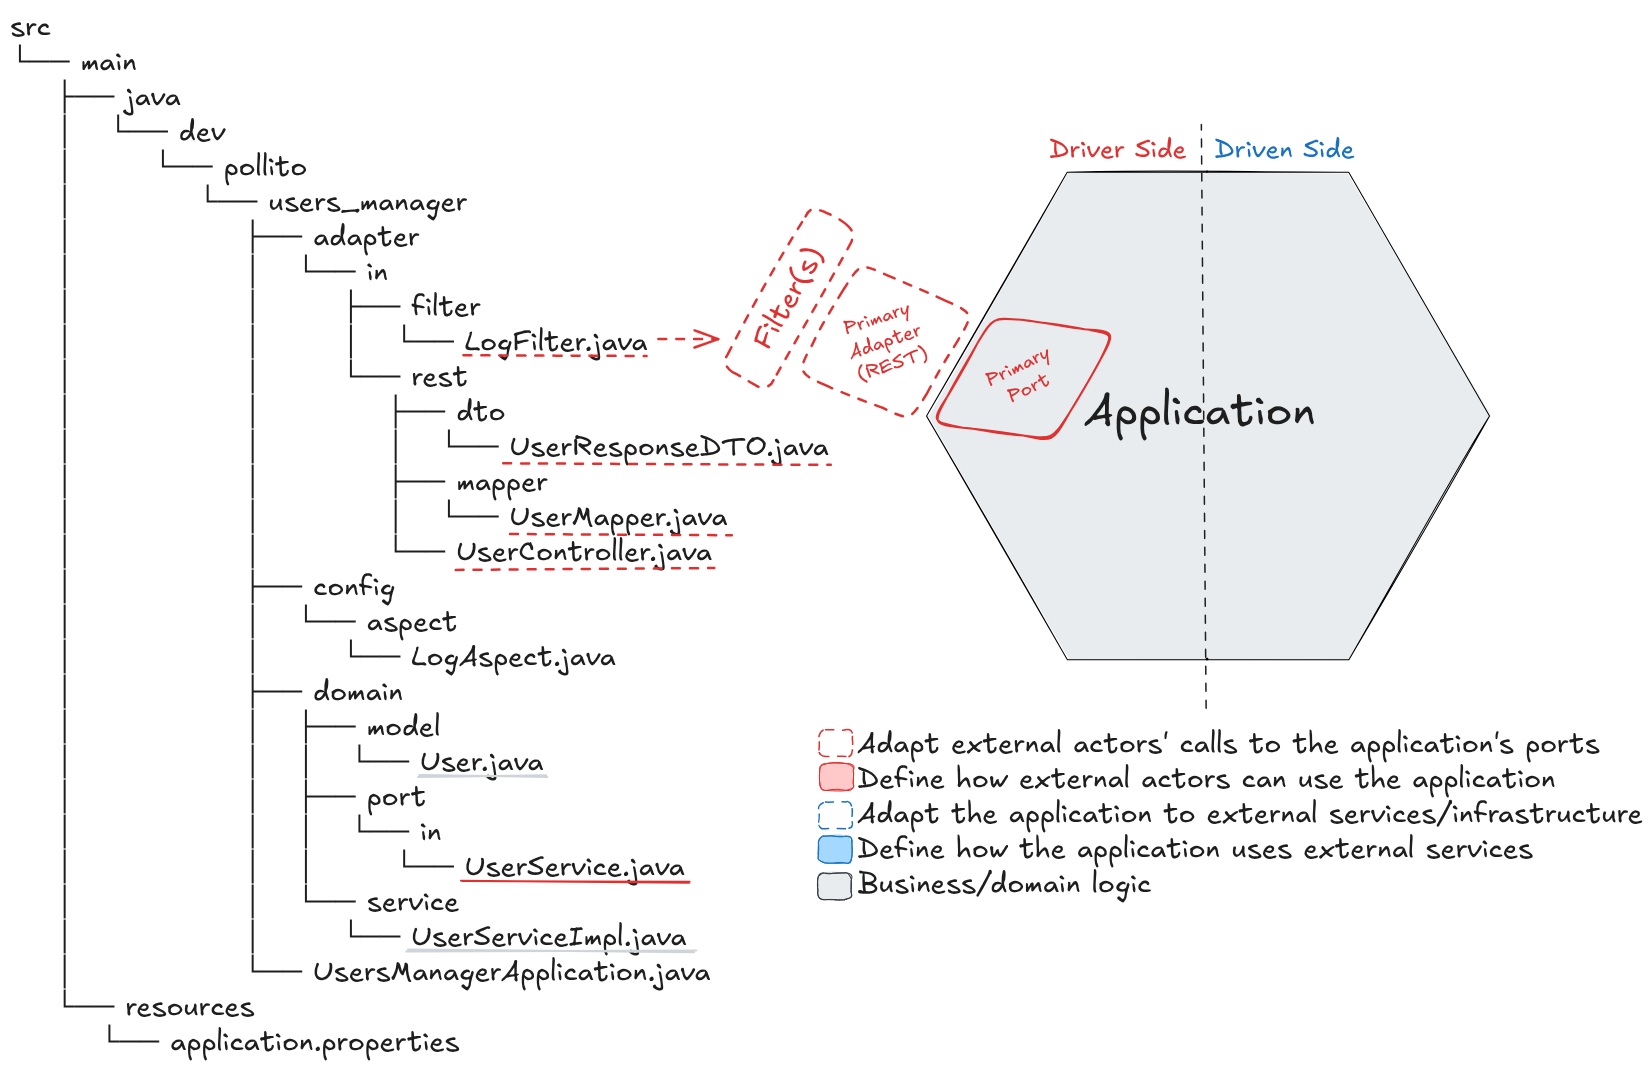 src
main
java
dev
pollito
users_manager
adapter
in
filter
LogFilter.java
rest
dto
UserResponseDTO.java
mapper
UserMapper.java
UserController.java
config
aspect
LogAspect.java
domain
model
User.java
port
in
UserService.java
service
UserServiceImpl.java
UsersManagerApplication.java
resources
application.properties
Driver Side
Driven Side
Filter(s)
Primary
Adapter
(REST)
Primary
Port
Application
Adapt external actors' calls to the application's ports
Define how external actors can use the application
Adapt the application to external services/infrastructure
Define how the application uses external services
Business/domain logic